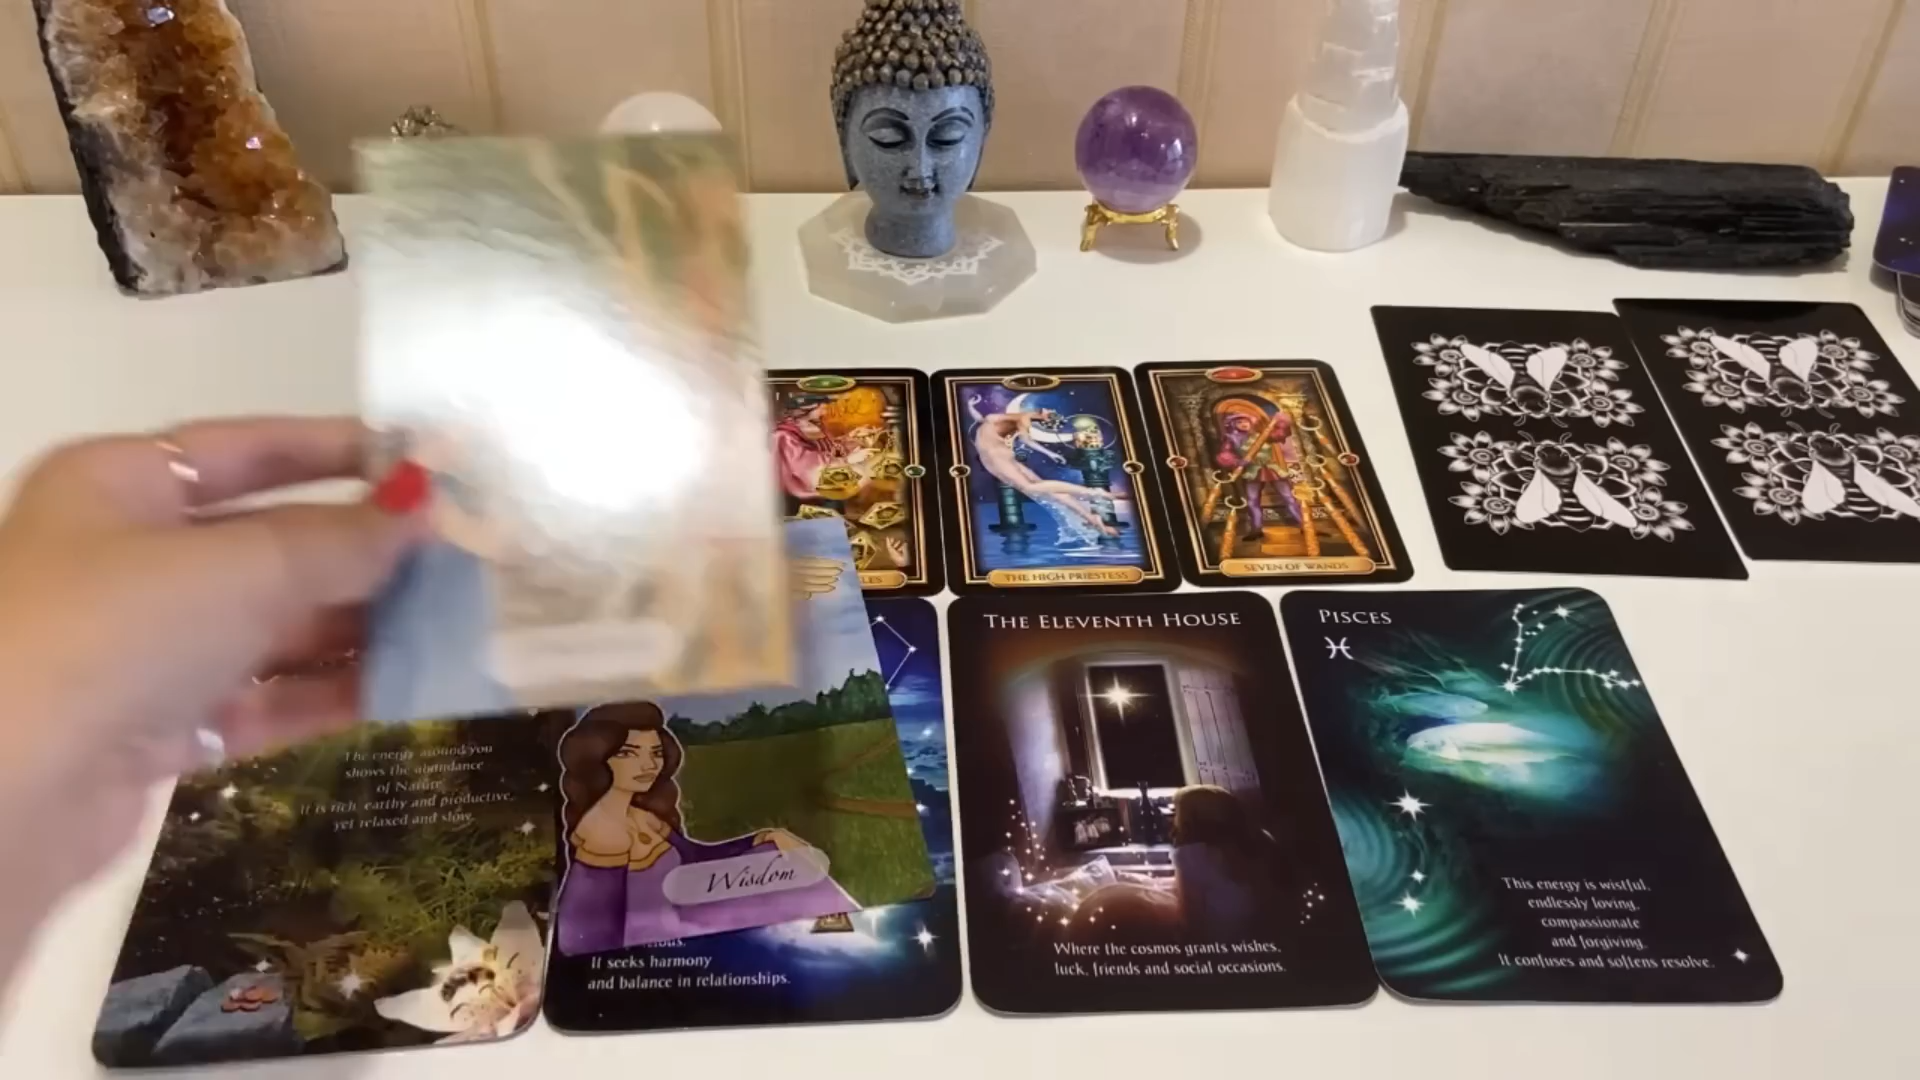 II
LES
THE HIGH PRIESTESS
SEVEN OF WANDS
The energy around you
shows the abundance
of Nature.
It is rich, earthy and productive,
yet relaxed and slow.
Wisdom
It seeks harmony
and balance in relationships.
THE ELEVENTH HOUSE
Where the cosmos grants wishes,
luck, friends and social occasions.
PISCES
♓
This energy is wistful,
endlessly loving,
compassionate
and forgiving.
It confuses and softens resolve.